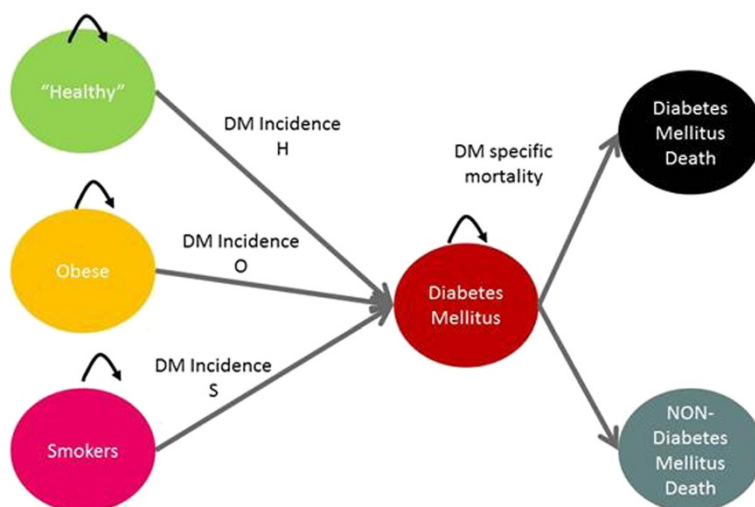 “Healthy”
DM Incidence
H
Obese
DM Incidence
O
Smokers
DM Incidence
S
Diabetes
Mellitus
DM specific
mortality
Diabetes
Mellitus
Death
NON-
Diabetes
Mellitus
Death